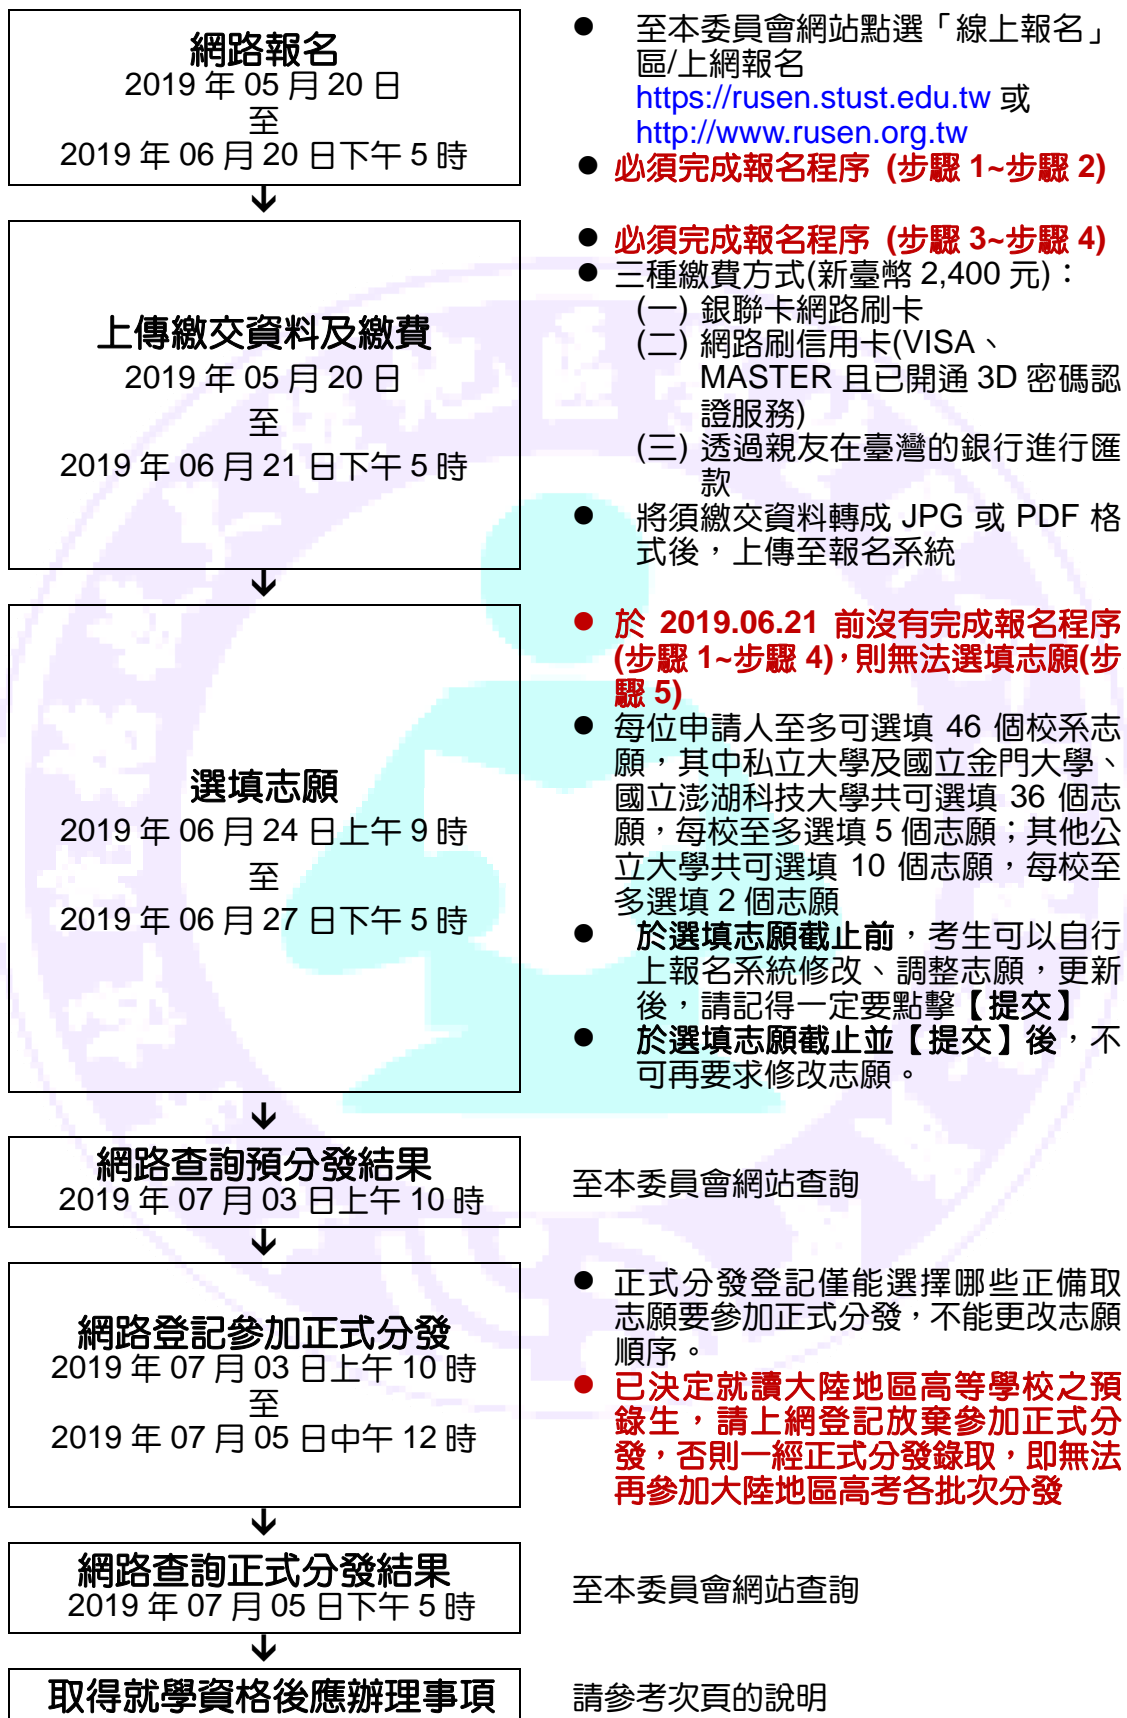 網路報名
2019 年 05 月 20 日
至
2019 年 06 月 20 日下午 5 時
● 至本委員會網站點選「線上報名」
區/上網報名
https://rusen.stust.edu.tw 或
http://www.rusen.org.tw
● 必須完成報名程序 (步驟 1~步驟 2)
上傳繳交資料及繳費
2019 年 05 月 20 日
至
2019 年 06 月 21 日下午 5 時
● 必須完成報名程序 (步驟 3~步驟 4)
● 三種繳費方式(新臺幣 2,400 元)：
(一) 銀聯卡網路刷卡
(二) 網路刷信用卡(VISA、
MASTER 且已開通 3D 密碼認
證服務)
(三) 透過親友在臺灣的銀行進行匯
款
● 將須繳交資料轉成 JPG 或 PDF 格
式後，上傳至報名系統
選填志願
2019 年 06 月 24 日上午 9 時
至
2019 年 06 月 27 日下午 5 時
● 於 2019.06.21 前沒有完成報名程序
(步驟 1~步驟 4)，則無法選填志願(步
驟 5)
● 每位申請人至多可選填 46 個校系志
願，其中私立大學及國立金門大學、
國立澎湖科技大學共可選填 36 個志
願，每校至多選填 5 個志願；其他公
立大學共可選填 10 個志願，每校至
多選填 2 個志願
● 於選填志願截止前，考生可以自行
上報名系統修改、調整志願，更新
後，請記得一定要點擊【提交】
● 於選填志願截止並【提交】後，不
可再要求修改志願。
網路查詢預分發結果
2019 年 07 月 03 日上午 10 時
至本委員會網站查詢
網路登記參加正式分發
2019 年 07 月 03 日上午 10 時
至
2019 年 07 月 05 日中午 12 時
● 正式分發登記僅能選擇哪些正備取
志願要參加正式分發，不能更改志願
順序。
● 已決定就讀大陸地區高等學校之預
錄生，請上網登記放棄參加正式分
發，否則一經正式分發錄取，即無法
再參加大陸地區高考各批次分發
網路查詢正式分發結果
2019 年 07 月 05 日下午 5 時
至本委員會網站查詢
取得就學資格後應辦理事項
請參考次頁的說明